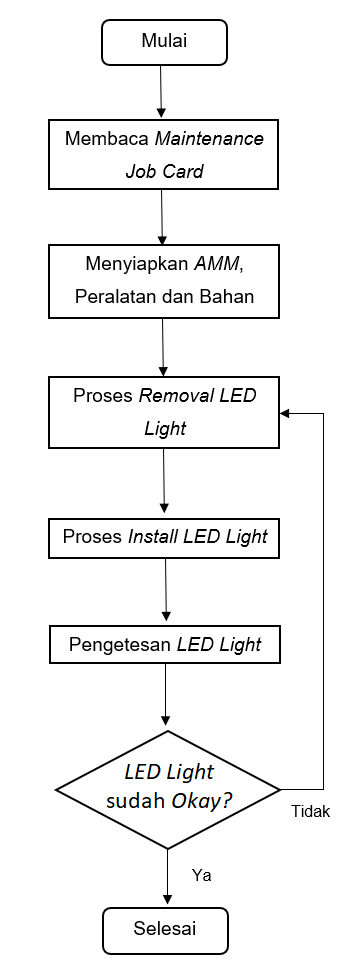 Mulai
Membaca Maintenance
Job Card
Menyiapkan AMM,
Peralatan dan Bahan
Proses Removal LED
Light
Proses Install LED Light
Pengetesan LED Light
LED Light
sudah Okay?
Tidak
Ya
Selesai